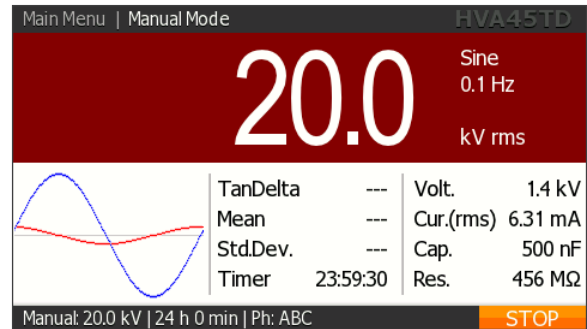 Main Menu | Manual Mode HVA45TD
20.0
Sine
0.1 Hz
kV rms
TanDelta ---
Mean ---
Std.Dev. ---
Timer 23:59:30
Volt. 1.4 kV
Cur.(rms) 6.31 mA
Cap. 500 nF
Res. 456 MΩ
Manual: 20.0 kV | 24 h 0 min | Ph: ABC STOP